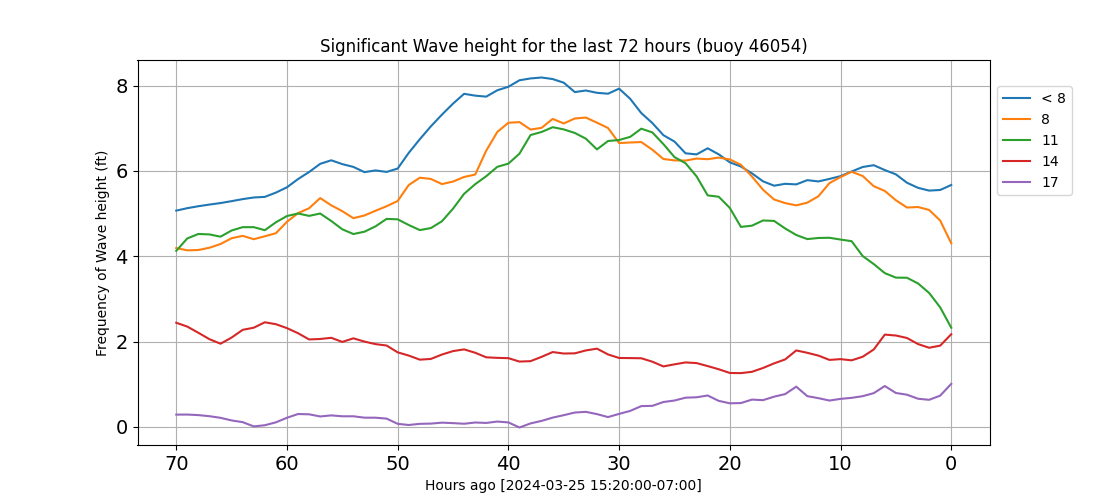 Significant Wave height for the last 72 hours (buoy 46054)
Frequency of Wave height (ft)
8
6
4
2
0
70 60 50 40 30 20 10 0
Hours ago [2024-03-25 15:20:00-07:00]
< 8
8
11
14
17